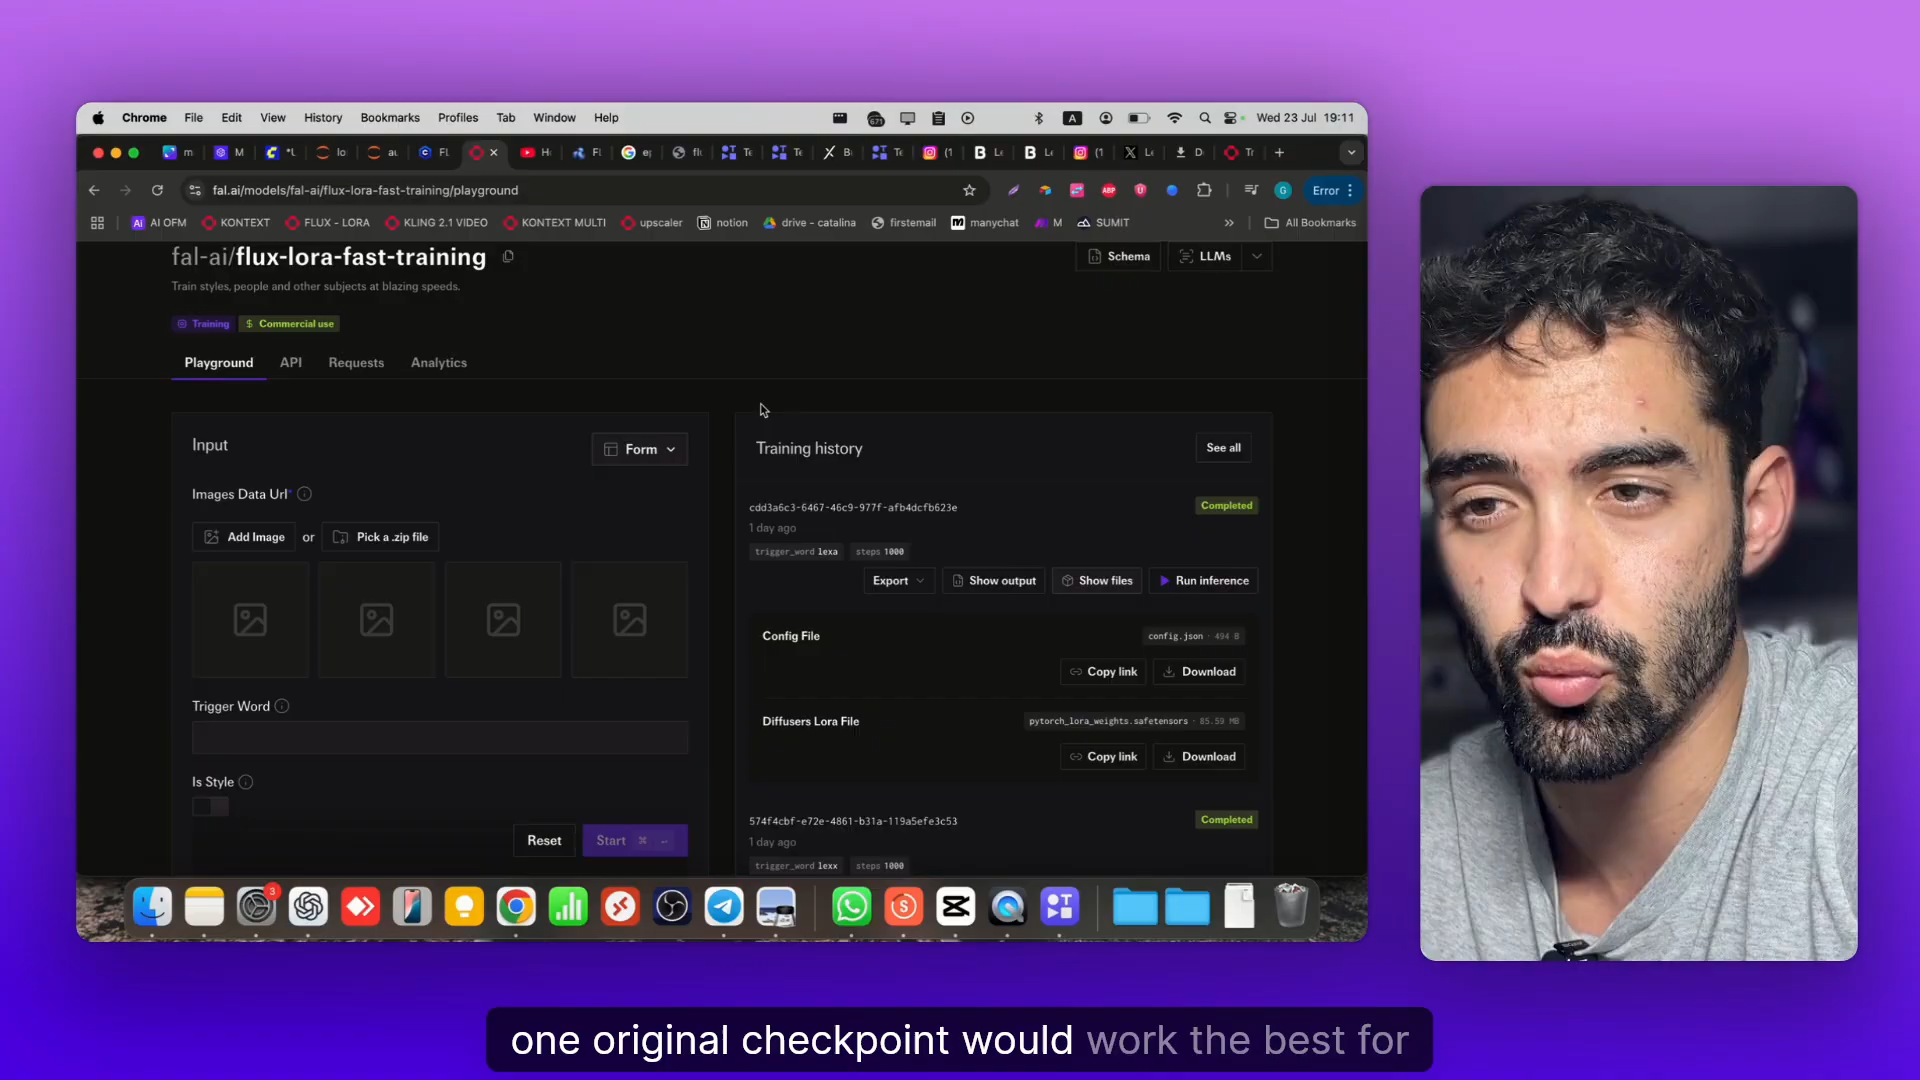 Chrome File Edit View History Bookmarks Profiles Tab Window Help
671 A Wed 23 Jul 19:11
fal.ai/models/fal-ai/flux-lora-fast-training/playground
ABP G Error
AI OFM KONTEXT FLUX - LORA KLING 2.1 VIDEO KONTEXT MULTI upscaler notion drive - catalina firstemail manychat M SUMIT » All Bookmarks
fal-ai/flux-lora-fast-training
Schema LLMs
Train styles, people and other subjects at blazing speeds.
Training $ Commercial use
Playground API Requests Analytics
Input
Form
Images Data Url*
Add Image or Pick a .zip file
Trigger Word
Is Style
Reset Start
Training history
See all
cdd3a6c3-6467-46c9-977f-afb4dcfb623e
Completed
1 day ago
trigger_word lexa steps 1000
Export Show output Show files Run inference
Config File
config.json · 494 B
Copy link Download
Diffusers Lora File
pytorch_lora_weights.safetensors · 85.59 MB
Copy link Download
574f4cbf-e72e-4861-b31a-119a5efe3c53
Completed
1 day ago
trigger_word lexx steps 1000
3
one original checkpoint would work the best for